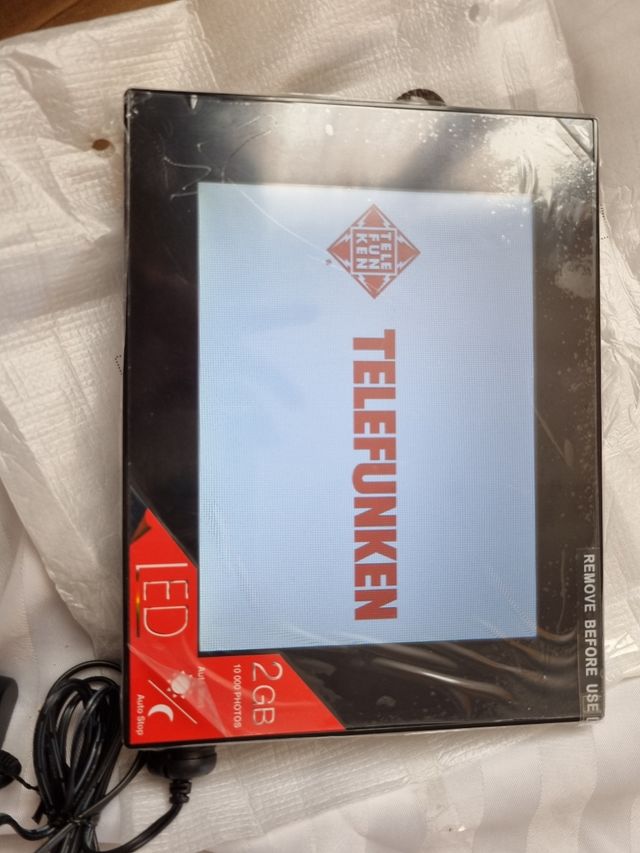 TELE
FUN
KEN
TELEFUNKEN
REMOVE BEFORE USE
LED
2GB
10 000 PHOTOS
Auto Stop